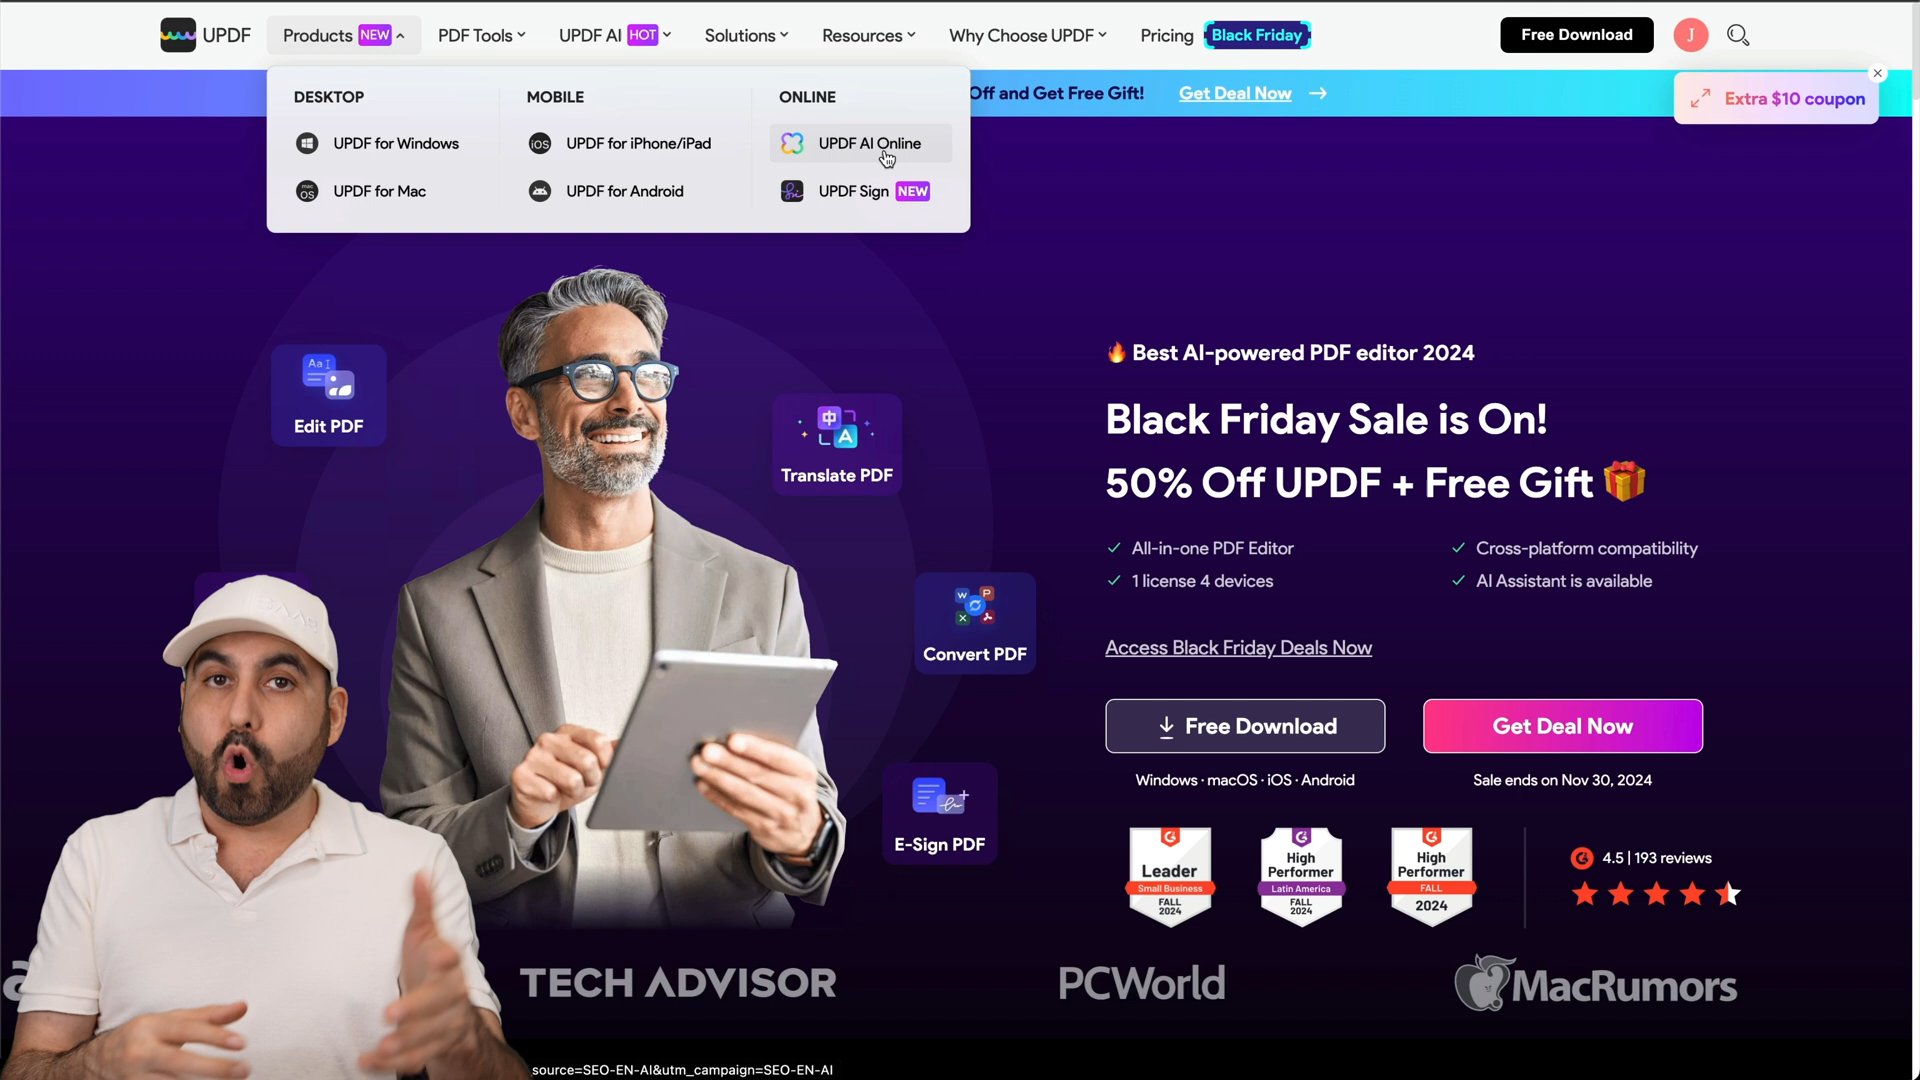 UPDF
Products NEW
PDF Tools
UPDF AI HOT
Solutions
Resources
Why Choose UPDF
Pricing
Black Friday
Free Download
J
Off and Get Free Gift!
Get Deal Now →
Extra $10 coupon
DESKTOP
UPDF for Windows
macOS
UPDF for Mac
MOBILE
iOS
UPDF for iPhone/iPad
UPDF for Android
ONLINE
UPDF AI Online
UPDF Sign NEW
Aa
Edit PDF
中 A
Translate PDF
W P X
Convert PDF
E-Sign PDF
Best AI-powered PDF editor 2024
Black Friday Sale is On!
50% Off UPDF + Free Gift
All-in-one PDF Editor
Cross-platform compatibility
1 license 4 devices
AI Assistant is available
Access Black Friday Deals Now
Free Download
Get Deal Now
Windows · macOS · iOS · Android
Sale ends on Nov 30, 2024
Leader
Small Business
FALL
2024
High
Performer
Latin America
FALL
2024
High
Performer
FALL
2024
4.5 | 193 reviews
TECH ADVISOR
PCWorld
MacRumors
source=SEO-EN-AI&utm_campaign=SEO-EN-AI